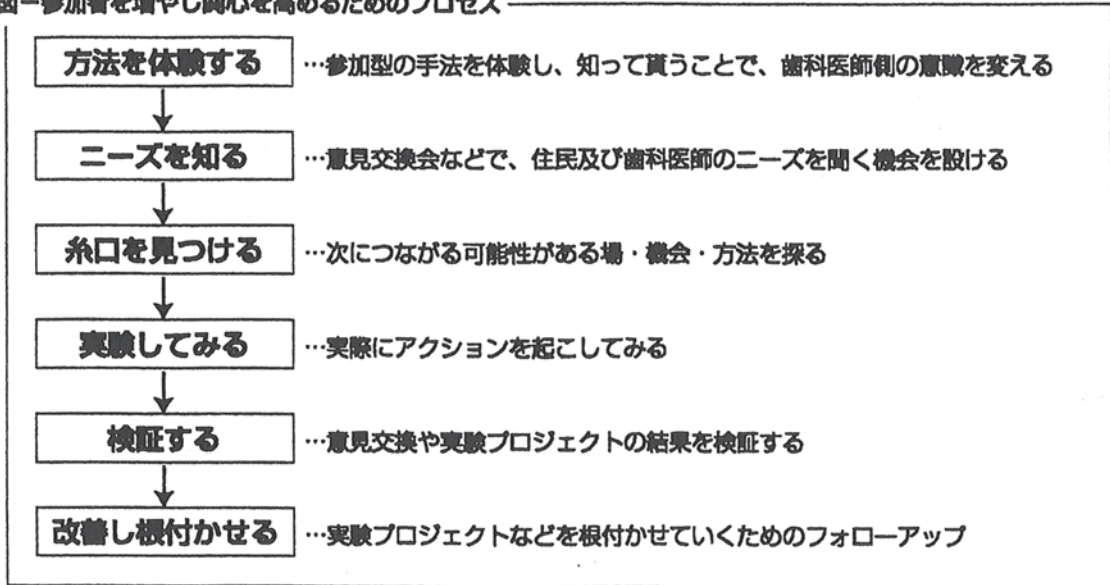 図－参加者を増やし関心を高めるためのプロセス
方法を体験する …参加型の手法を体験し、知って貰うことで、歯科医師側の意識を変える
ニーズを知る …意見交換会などで、住民及び歯科医師のニーズを聞く機会を設ける
糸口を見つける …次につながる可能性がある場・機会・方法を探る
実験してみる …実際にアクションを起こしてみる
検証する …意見交換や実験プロジェクトの結果を検証する
改善し根付かせる …実験プロジェクトなどを根付かせていくためのフォローアップ